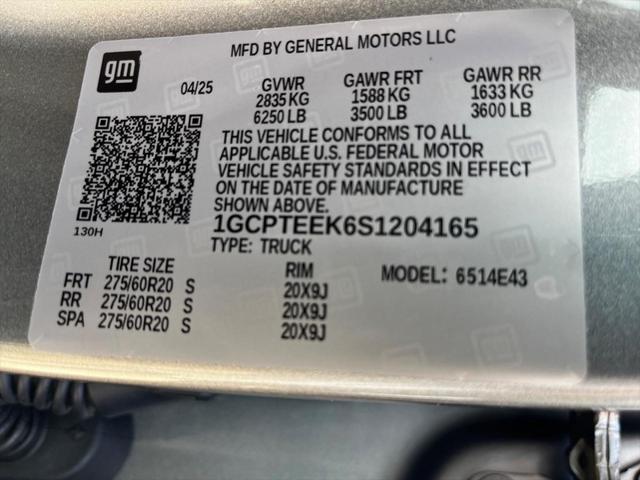 MFD BY GENERAL MOTORS LLC
gm
04/25 GVWR GAWR FRT GAWR RR
2835 KG 1588 KG 1633 KG
6250 LB 3500 LB 3600 LB
THIS VEHICLE CONFORMS TO ALL
APPLICABLE U.S. FEDERAL MOTOR
VEHICLE SAFETY STANDARDS IN EFFECT
ON THE DATE OF MANUFACTURE
SHOWN ABOVE.
130H
1GCPTEEK6S1204165
TYPE: TRUCK
TIRE SIZE RIM MODEL: 6514E43
FRT 275/60R20 S 20X9J
RR 275/60R20 S 20X9J
SPA 275/60R20 S 20X9J